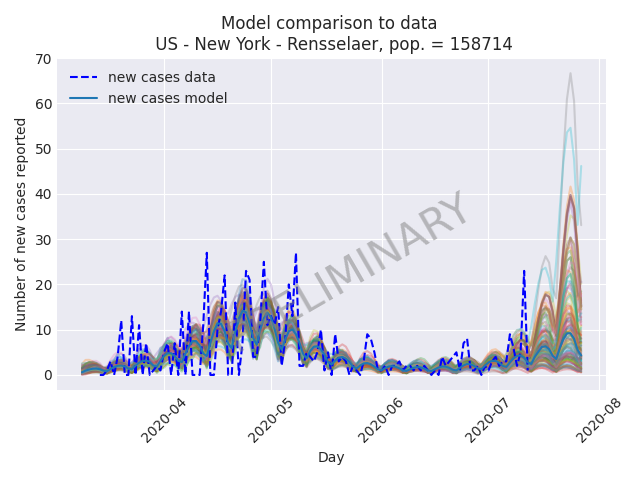 Model comparison to data
US - New York - Rensselaer, pop. = 158714
new cases data
new cases model
Number of new cases reported
70
60
50
40
30
20
10
0
2020-04
2020-05
2020-06
2020-07
2020-08
Day